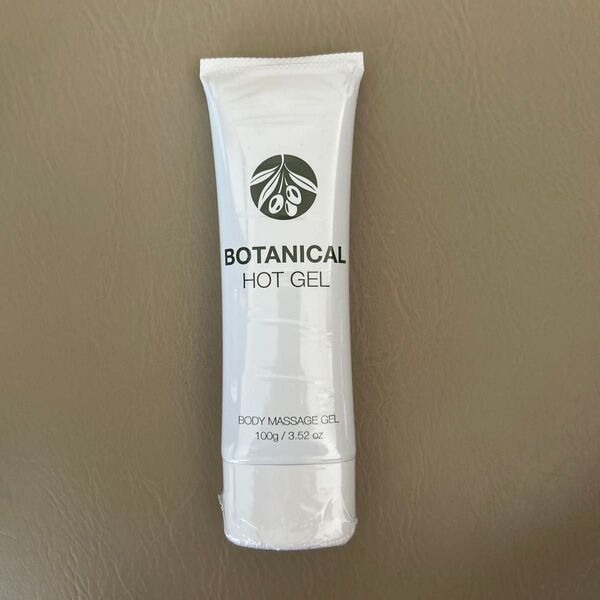 BOTANICAL
HOT GEL
BODY MASSAGE GEL
100g / 3.52 oz